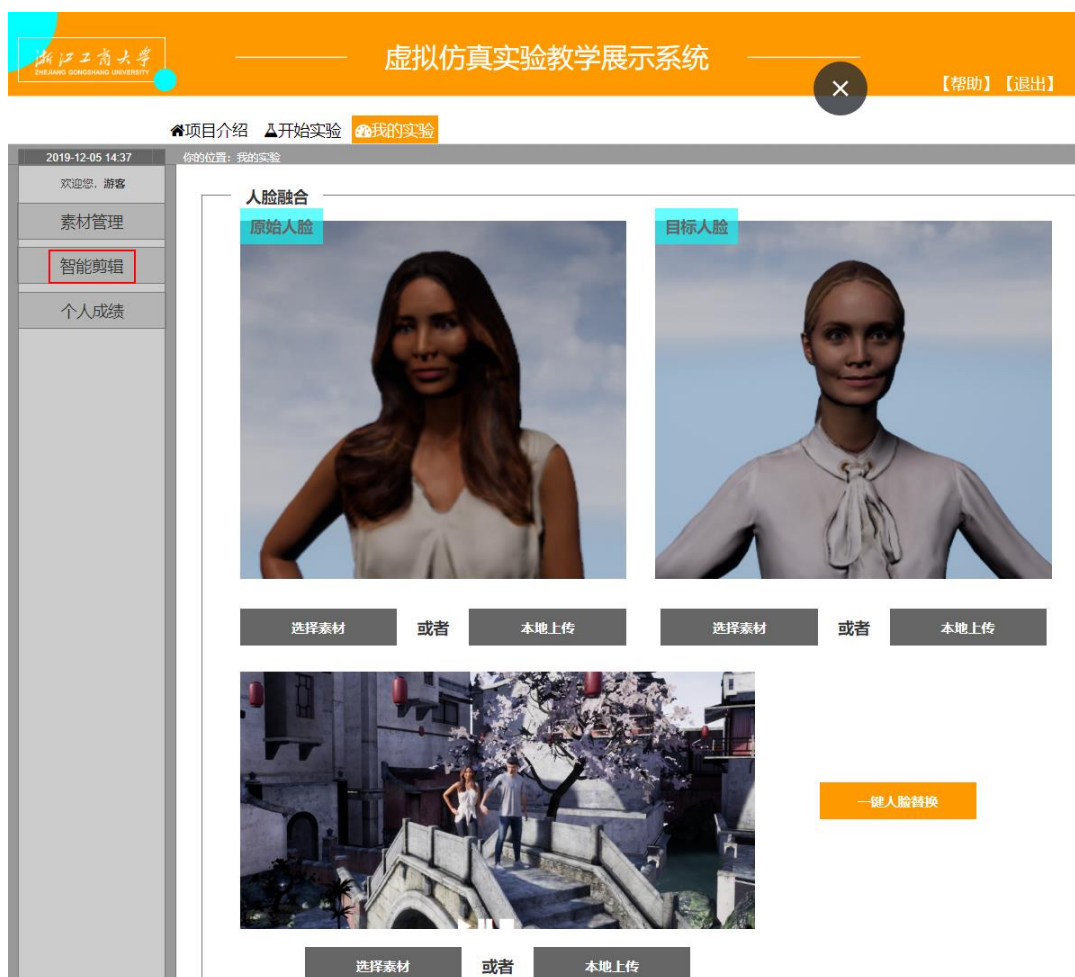 浙江工商大学
ZHEJIANG GONGSHANG UNIVERSITY
虚拟仿真实验教学展示系统
【帮助】【退出】
项目介绍 开始实验 我的实验
2019-12-05 14:37
你的位置：我的实验
欢迎您，游客
素材管理
智能剪辑
个人成绩
人脸融合
原始人脸
目标人脸
选择素材 或者 本地上传
选择素材 或者 本地上传
一键人脸替换
选择素材 或者 本地上传